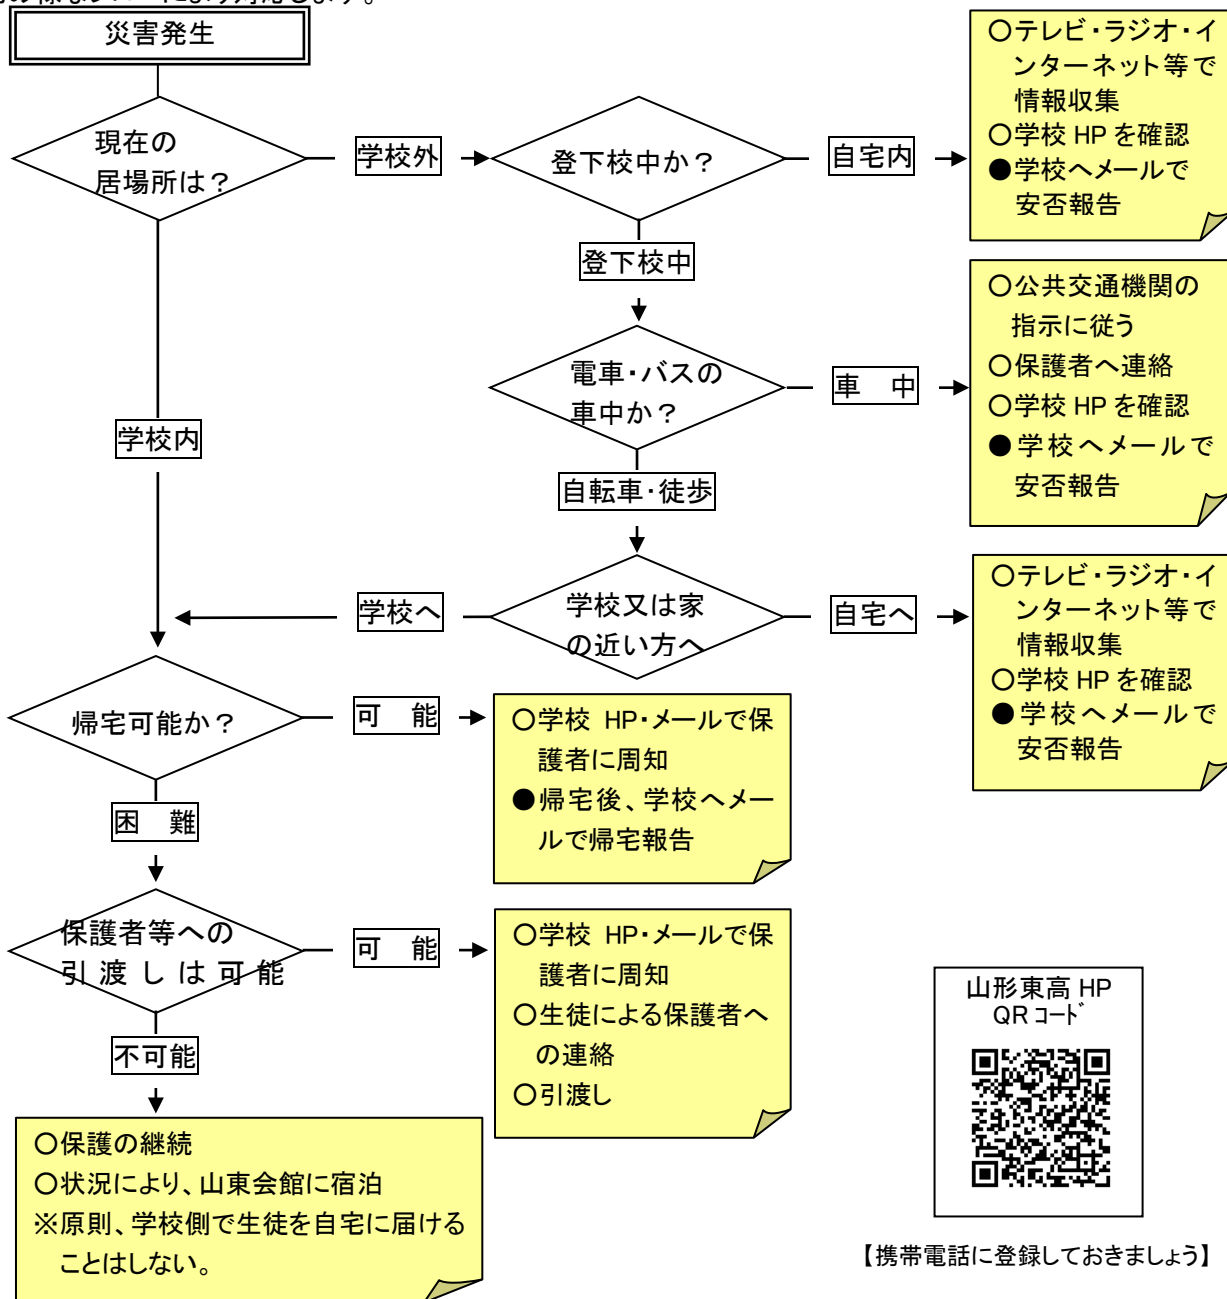 災害発生
現在の
居場所は？
学校外
登下校中か？
自宅内
〇テレビ・ラジオ・イ
ンターネット等で
情報収集
〇学校 HP を確認
●学校へメールで
安否報告
登下校中
電車・バスの
車中か？
車　中
〇公共交通機関の
指示に従う
〇保護者へ連絡
〇学校 HP を確認
●学校へメールで
安否報告
学校内
自転車・徒歩
学校又は家
の近い方へ
学校へ
自宅へ
〇テレビ・ラジオ・イ
ンターネット等で
情報収集
〇学校 HP を確認
●学校へメールで
安否報告
帰宅可能か？
可　能
〇学校 HP・メールで保
護者に周知
●帰宅後、学校へメー
ルで帰宅報告
困　難
保護者等への
引 渡 し は 可 能
可　能
〇学校 HP・メールで保
護者に周知
〇生徒による保護者へ
の連絡
〇引渡し
不可能
〇保護の継続
〇状況により、山東会館に宿泊
※原則、学校側で生徒を自宅に届ける
ことはしない。
山形東高 HP
QR コード
【携帯電話に登録しておきましょう】